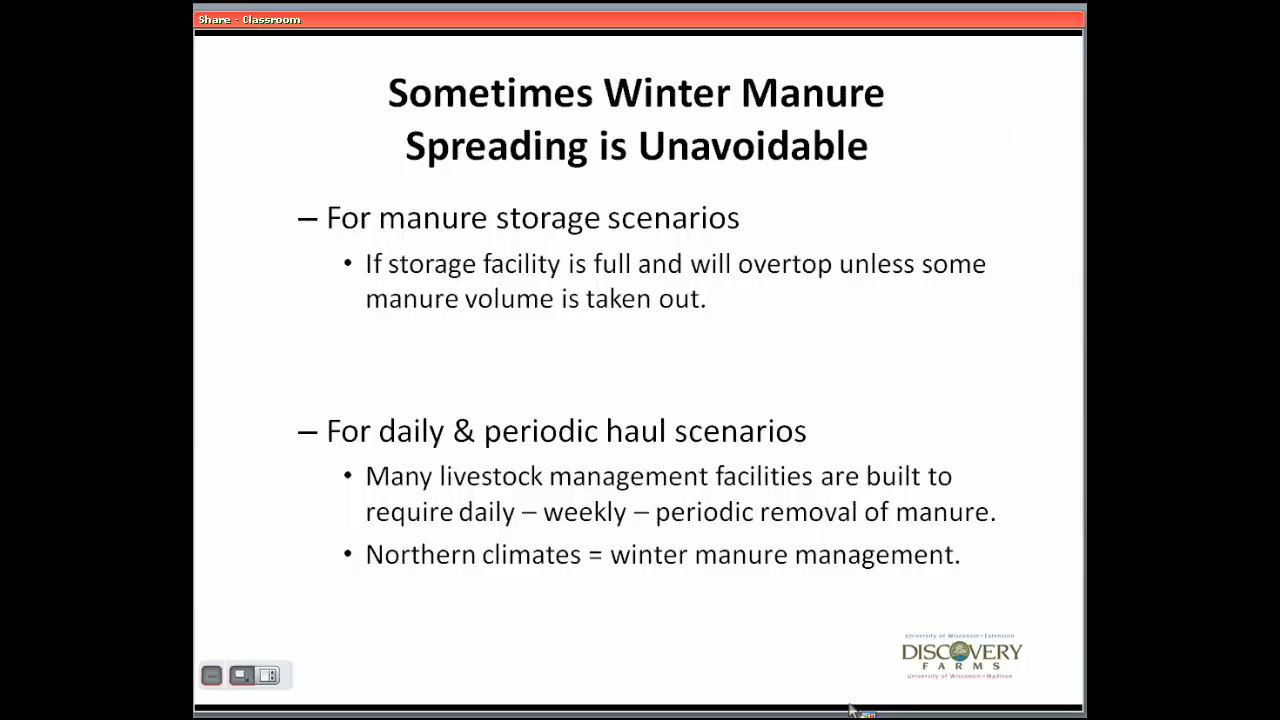 Share - Classroom
Sometimes Winter Manure
Spreading is Unavoidable
– For manure storage scenarios
• If storage facility is full and will overtop unless some
manure volume is taken out.
– For daily & periodic haul scenarios
• Many livestock management facilities are built to
require daily – weekly – periodic removal of manure.
• Northern climates = winter manure management.
University of Wisconsin–Extension
DISCOVERY
FARMS
University of Wisconsin–Madison